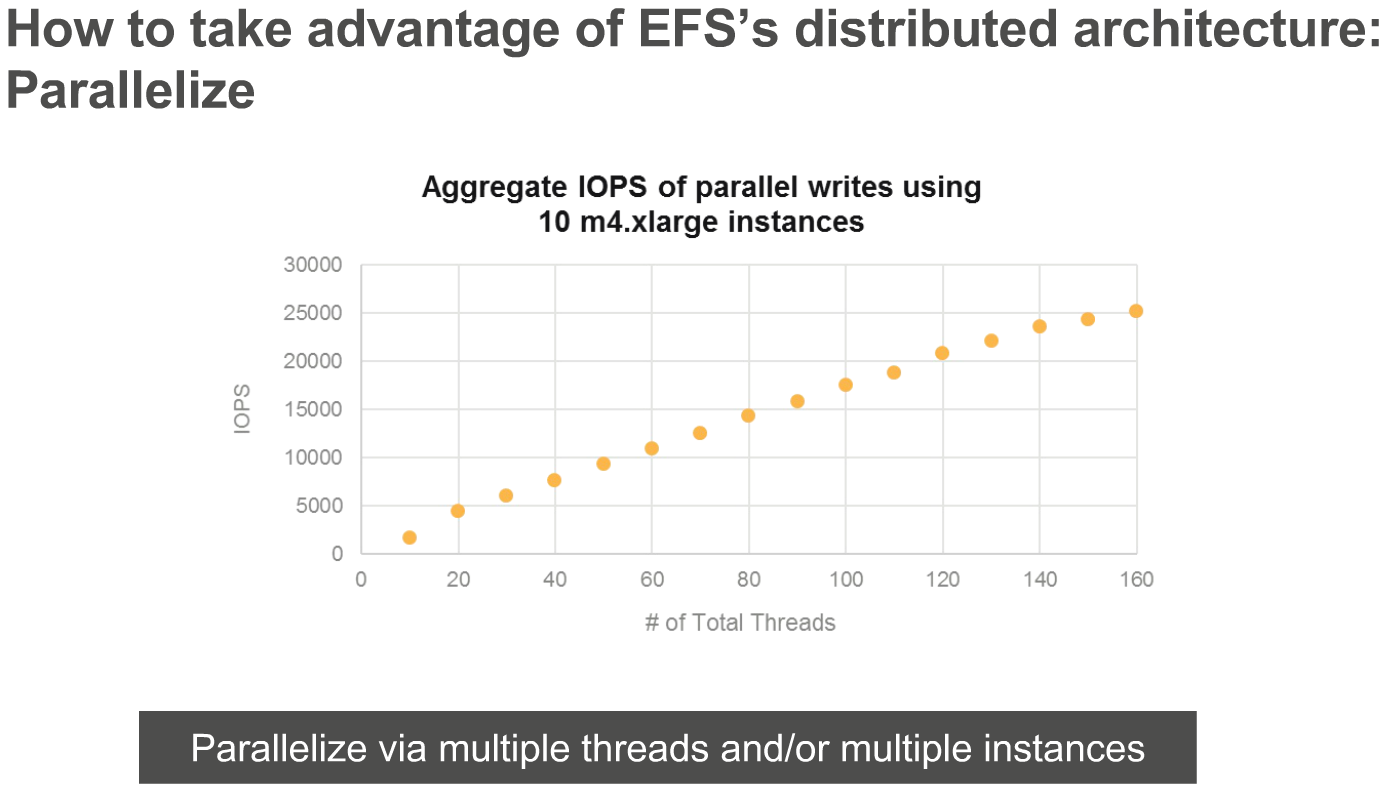 How to take advantage of EFS’s distributed architecture:
Parallelize
Aggregate IOPS of parallel writes using
10 m4.xlarge instances
30000
25000
20000
15000
10000
5000
0
IOPS
0 20 40 60 80 100 120 140 160
# of Total Threads
Parallelize via multiple threads and/or multiple instances